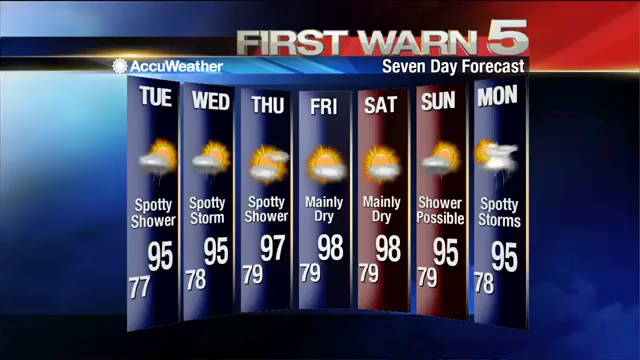 FIRST WARN 5
AccuWeather
Seven Day Forecast
TUE
Spotty
Shower
95
77
WED
Spotty
Storm
95
78
THU
Spotty
Shower
97
79
FRI
Mainly
Dry
98
79
SAT
Mainly
Dry
98
79
SUN
Shower
Possible
95
79
MON
Spotty
Storms
95
78